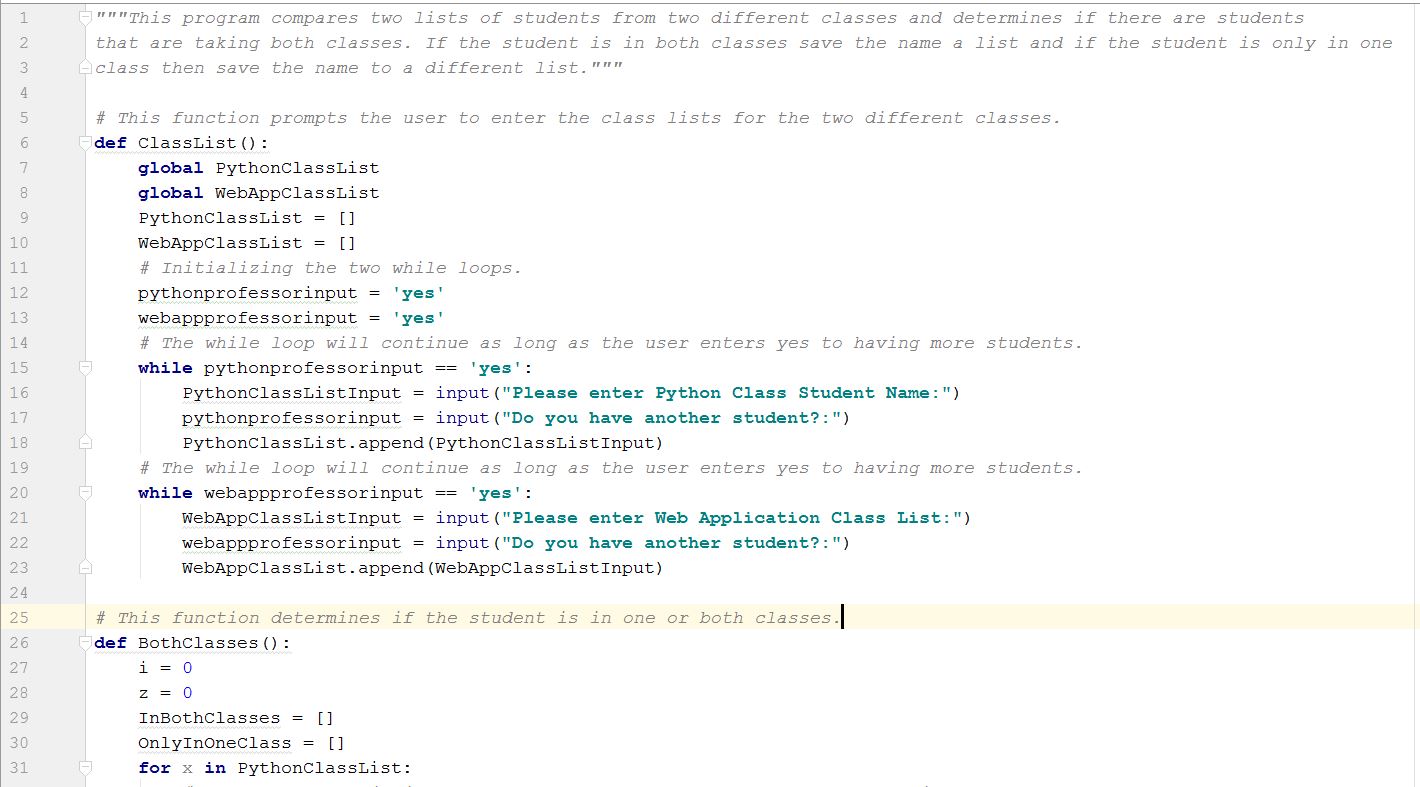 1 """This program compares two lists of students from two different classes and determines if there are students
2 that are taking both classes. If the student is in both classes save the name a list and if the student is only in one
3 class then save the name to a different list."""
4
5 # This function prompts the user to enter the class lists for the two different classes.
6 def ClassList():
7     global PythonClassList
8     global WebAppClassList
9     PythonClassList = []
10     WebAppClassList = []
11     # Initializing the two while loops.
12     pythonprofessorinput = 'yes'
13     webappprofessorinput = 'yes'
14     # The while loop will continue as long as the user enters yes to having more students.
15     while pythonprofessorinput == 'yes':
16         PythonClassListInput = input("Please enter Python Class Student Name:")
17         pythonprofessorinput = input("Do you have another student?:")
18         PythonClassList.append(PythonClassListInput)
19     # The while loop will continue as long as the user enters yes to having more students.
20     while webappprofessorinput == 'yes':
21         WebAppClassListInput = input("Please enter Web Application Class List:")
22         webappprofessorinput = input("Do you have another student?:")
23         WebAppClassList.append(WebAppClassListInput)
24
25 # This function determines if the student is in one or both classes.
26 def BothClasses():
27     i = 0
28     z = 0
29     InBothClasses = []
30     OnlyInOneClass = []
31     for x in PythonClassList: